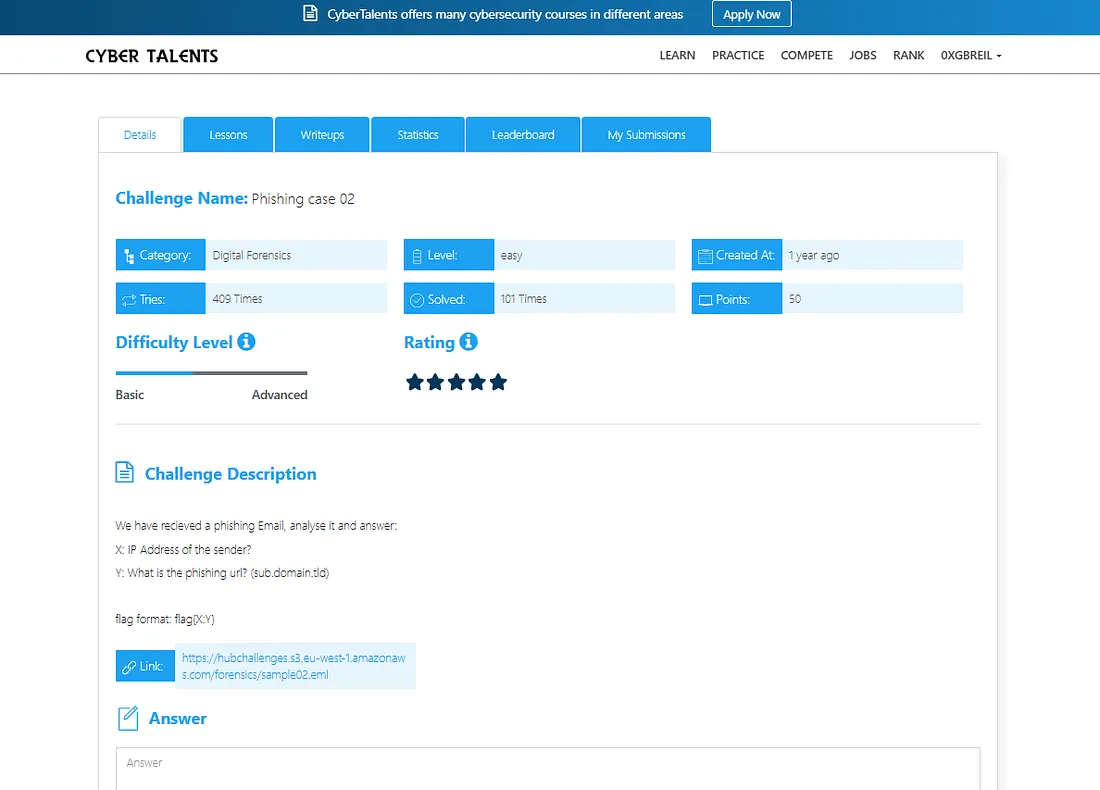 CyberTalents offers many cybersecurity courses in different areas Apply Now
CYBER TALENTS LEARN PRACTICE COMPETE JOBS RANK 0XGBREIL
Details Lessons Writeups Statistics Leaderboard My Submissions
Challenge Name: Phishing case 02
Category: Digital Forensics Level: easy Created At: 1 year ago
Tries: 409 Times Solved: 101 Times Points: 50
Difficulty Level Rating
Basic Advanced
Challenge Description
We have recieved a phishing Email, analyse it and answer:
X: IP Address of the sender?
Y: What is the phishing url? (sub.domain.tld)
flag format: flag{X:Y}
Link: https://hubchallenges.s3.eu-west-1.amazonaw
s.com/forensics/sample02.eml
Answer
Answer